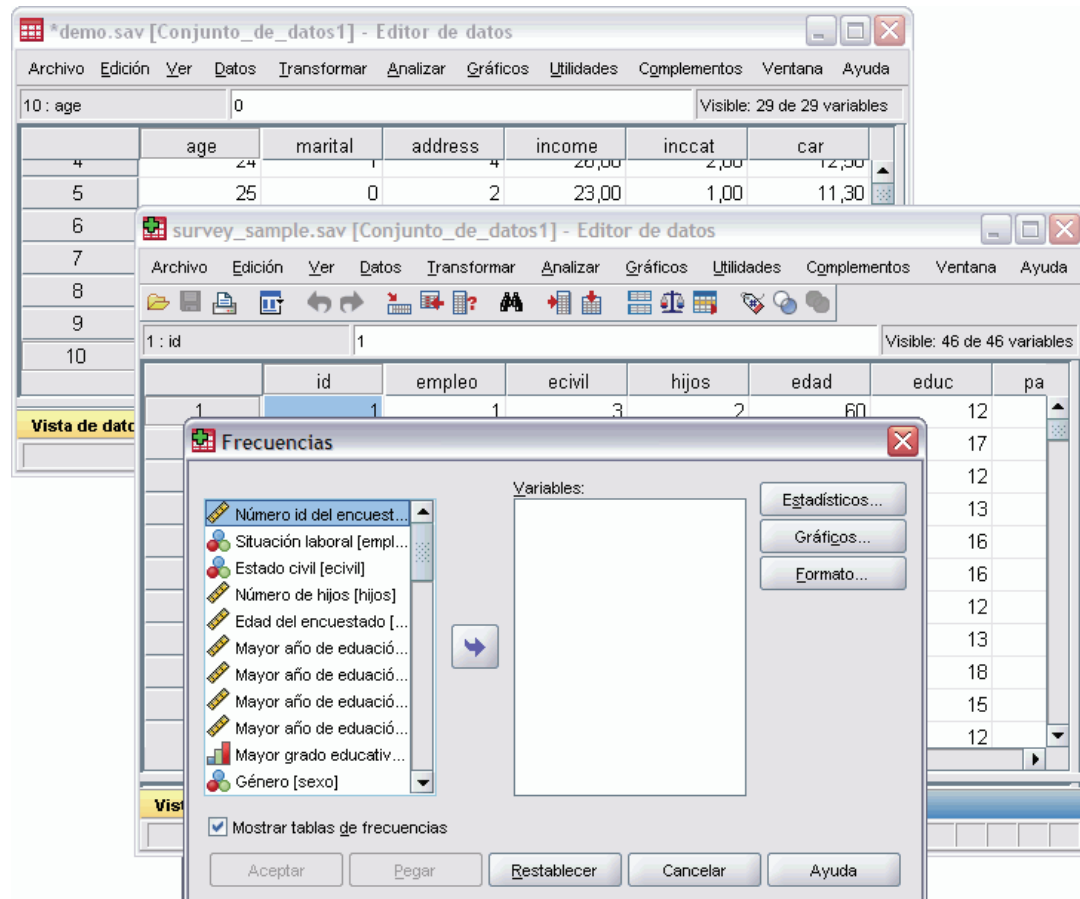 *demo.sav [Conjunto_de_datos1] - Editor de datos
Archivo Edición Ver Datos Transformar Analizar Gráficos Utilidades Complementos Ventana Ayuda
10 : age 0 Visible: 29 de 29 variables
age marital address income inccat car
4 24 1 4 26,00 2,00 12,30
5 25 0 2 23,00 1,00 11,30
6
7
8
9
10
Vista de datc
survey_sample.sav [Conjunto_de_datos1] - Editor de datos
Archivo Edición Ver Datos Transformar Analizar Gráficos Utilidades Complementos Ventana Ayuda
1 : id 1 Visible: 46 de 46 variables
id empleo ecivil hijos edad educ pa
1 1 1 3 2 60 12
17
12
13
16
16
12
13
18
15
12
Vist
Frecuencias
Variables:
Número id del encuest...
Situación laboral [empl...
Estado civil [ecivil]
Número de hijos [hijos]
Edad del encuestado [...
Mayor año de eduació...
Mayor año de eduació...
Mayor año de eduació...
Mayor año de eduació...
Mayor grado educativ...
Género [sexo]
Estadísticos...
Gráficos...
Formato...
Mostrar tablas de frecuencias
Aceptar Pegar Restablecer Cancelar Ayuda